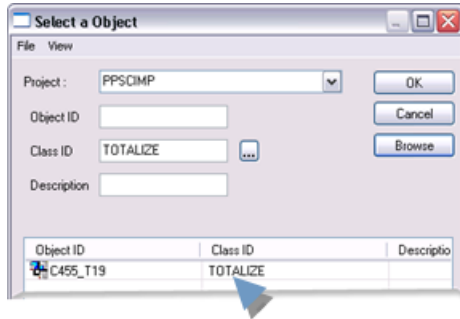 Select a Object
File View
Project : PPSCIMP OK
Object ID Cancel
Class ID TOTALIZE ... Browse
Description
Object ID Class ID Descriptio
C455_T19 TOTALIZE